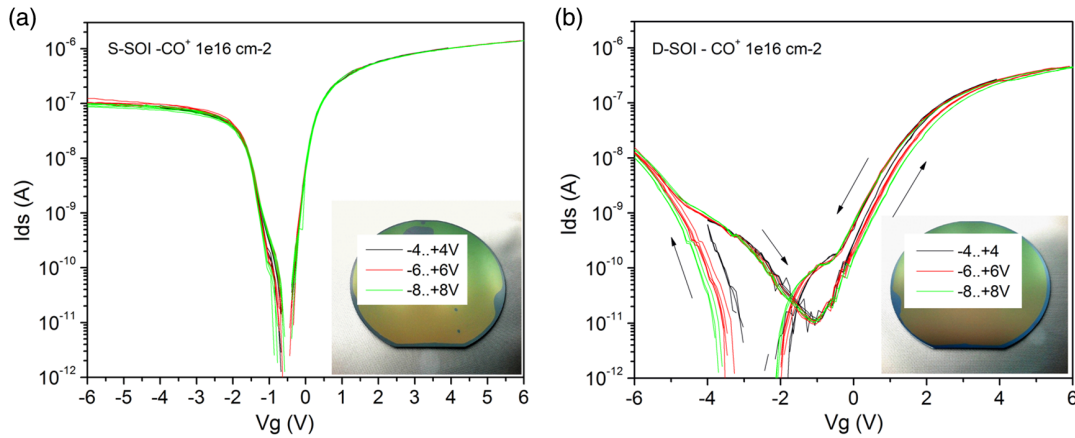 (a)
S-SOI -CO⁺ 1e16 cm-2
Ids (A)
10⁻⁶
10⁻⁷
10⁻⁸
10⁻⁹
10⁻¹⁰
10⁻¹¹
10⁻¹²
-4..+4V
-6..+6V
-8..+8V
-6 -5 -4 -3 -2 -1 0 1 2 3 4 5 6
Vg (V)
(b)
D-SOI - CO⁺ 1e16 cm-2
Ids (A)
10⁻⁶
10⁻⁷
10⁻⁸
10⁻⁹
10⁻¹⁰
10⁻¹¹
10⁻¹²
-4..+4
-6..+6V
-8..+8V
-6 -4 -2 0 2 4 6
Vg (V)